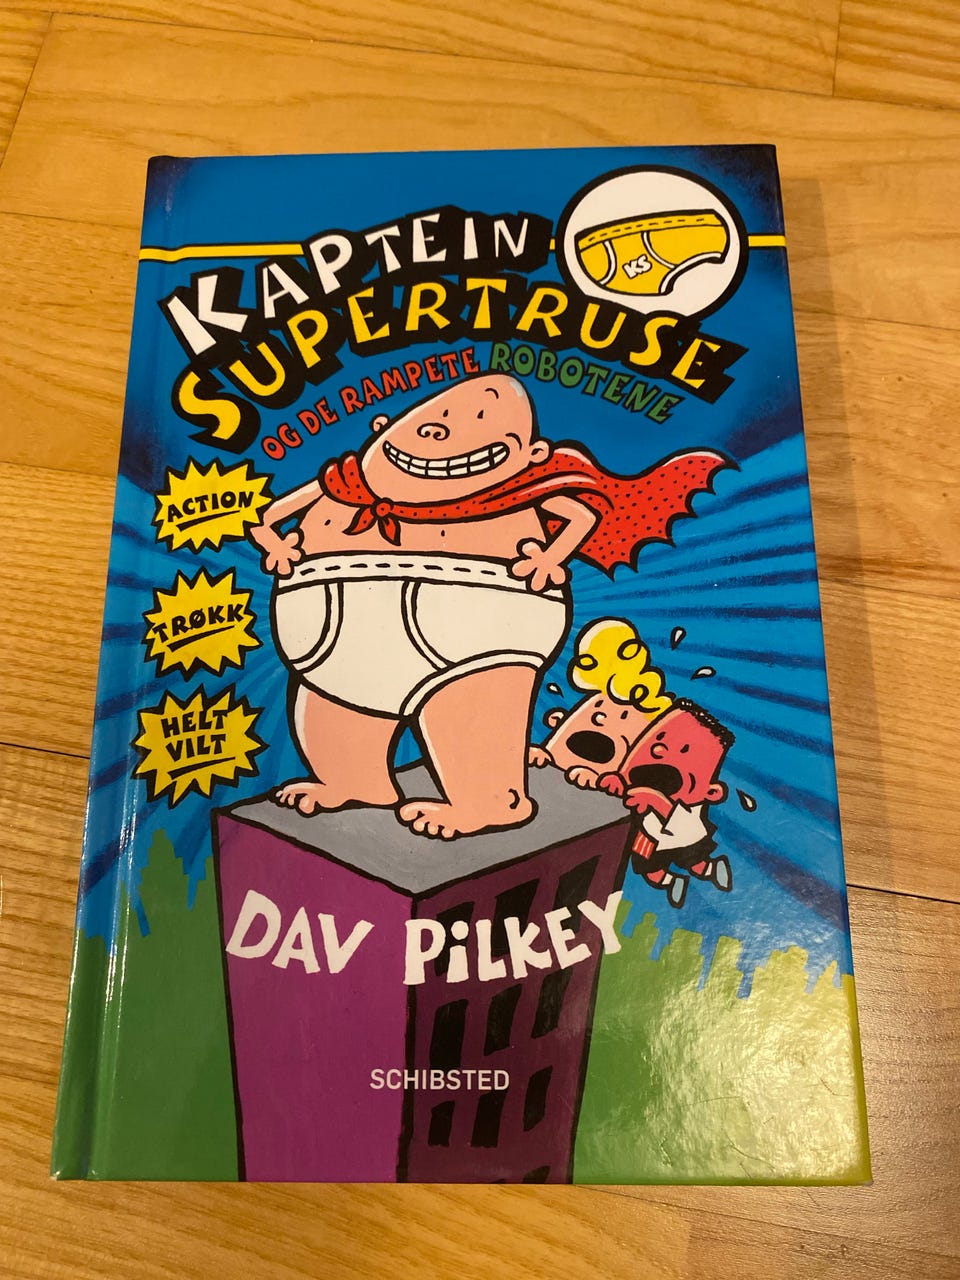 KAPTEIN
KS
SUPERTRUSE
OG DE RAMPETE ROBOTENE
ACTION
TRØKK
HELT
VILT
DAV PILKEY
SCHIBSTED